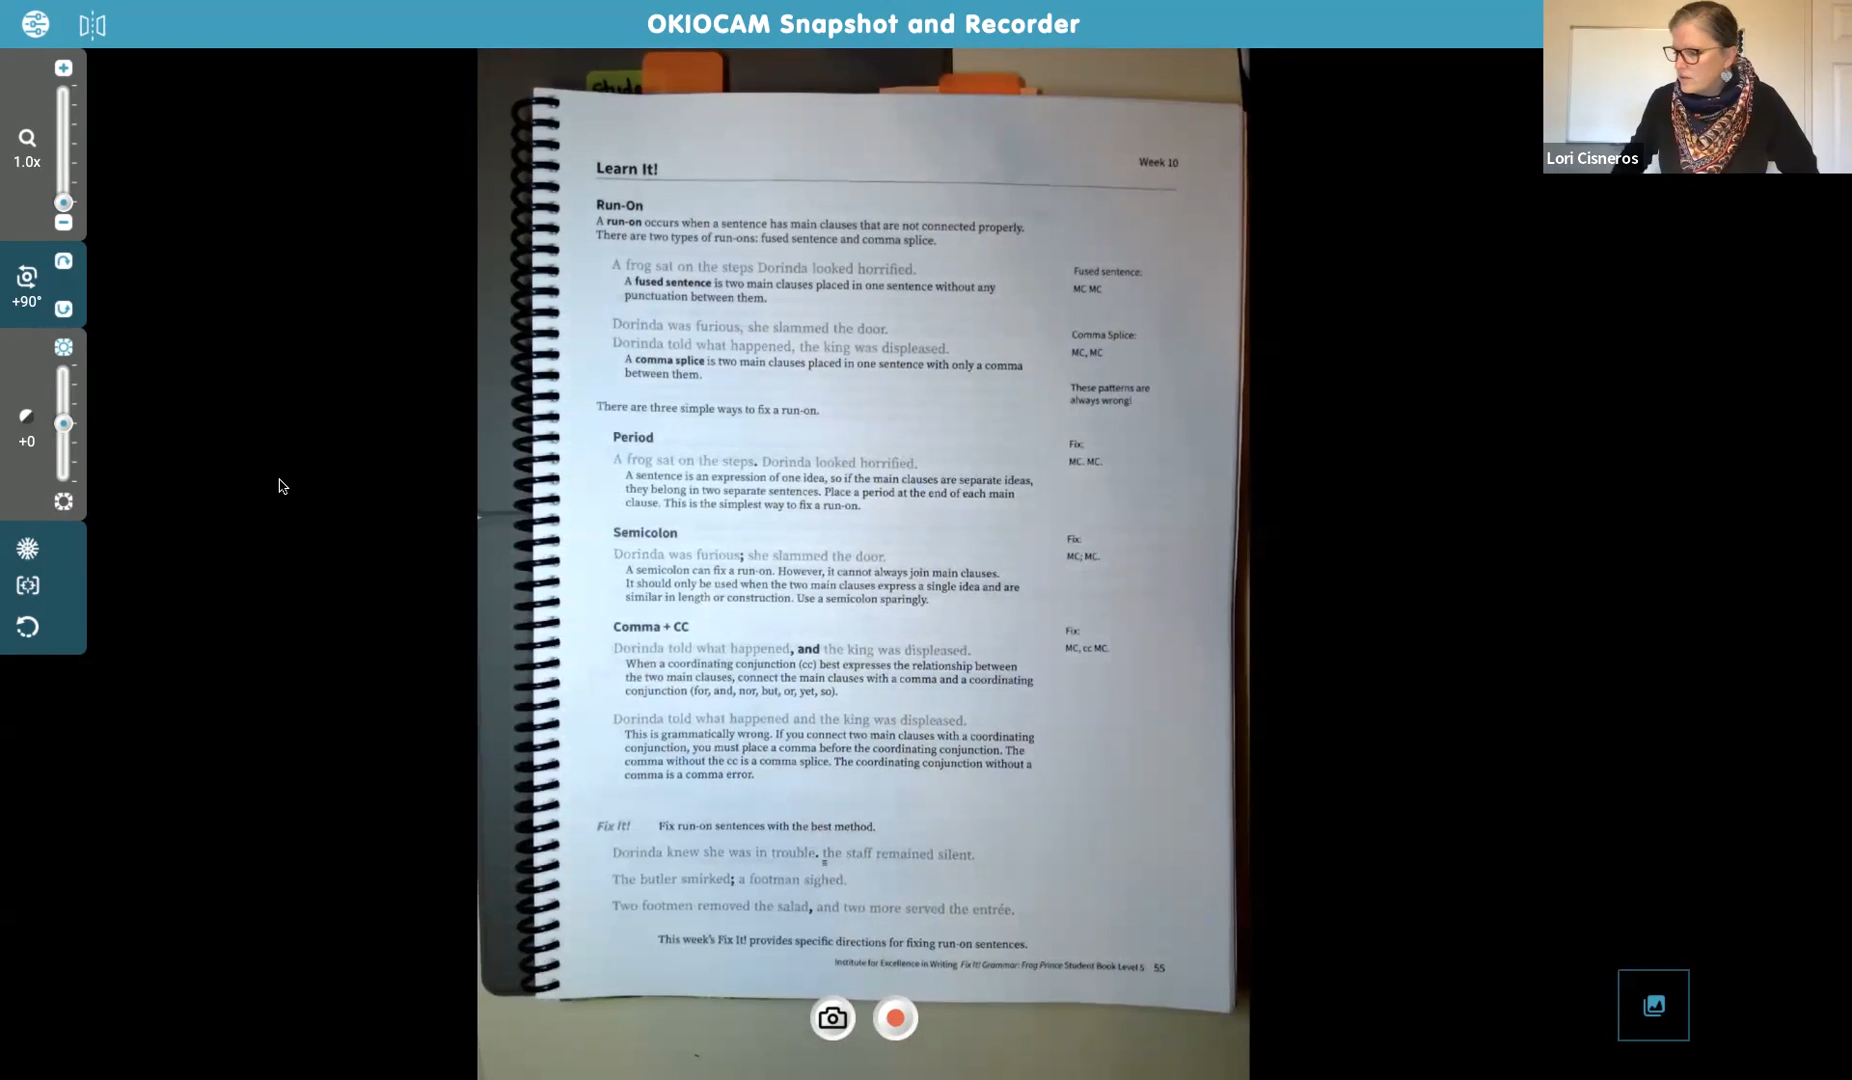 OKIOCAM Snapshot and Recorder
Lori Cisneros
1.0x
+90°
+0
Learn It!
Week 10
Run-On
A run-on occurs when a sentence has main clauses that are not connected properly.
There are two types of run-ons: fused sentence and comma splice.
A frog sat on the steps Dorinda looked horrified.
A fused sentence is two main clauses placed in one sentence without any
punctuation between them.
Fused sentence:
MC MC
Dorinda was furious, she slammed the door.
Dorinda told what happened, the king was displeased.
A comma splice is two main clauses placed in one sentence with only a comma
between them.
Comma Splice:
MC, MC
These patterns are
always wrong!
There are three simple ways to fix a run-on.
Period
A frog sat on the steps. Dorinda looked horrified.
A sentence is an expression of one idea, so if the main clauses are separate ideas,
they belong in two separate sentences. Place a period at the end of each main
clause. This is the simplest way to fix a run-on.
Fix:
MC. MC.
Semicolon
Dorinda was furious; she slammed the door.
A semicolon can fix a run-on. However, it cannot always join main clauses.
It should only be used when the two main clauses express a single idea and are
similar in length or construction. Use a semicolon sparingly.
Fix:
MC; MC.
Comma + CC
Dorinda told what happened, and the king was displeased.
When a coordinating conjunction (cc) best expresses the relationship between
the two main clauses, connect the main clauses with a comma and a coordinating
conjunction (for, and, nor, but, or, yet, so).
Fix:
MC, cc MC.
Dorinda told what happened and the king was displeased.
This is grammatically wrong. If you connect two main clauses with a coordinating
conjunction, you must place a comma before the coordinating conjunction. The
comma without the cc is a comma splice. The coordinating conjunction without a
comma is a comma error.
Fix It! Fix run-on sentences with the best method.
Dorinda knew she was in trouble. the staff remained silent.
The butler smirked; a footman sighed.
Two footmen removed the salad, and two more served the entrée.
This week's Fix It! provides specific directions for fixing run-on sentences.
Institute for Excellence in Writing Fix It! Grammar: Frog Prince Student Book Level 5 55